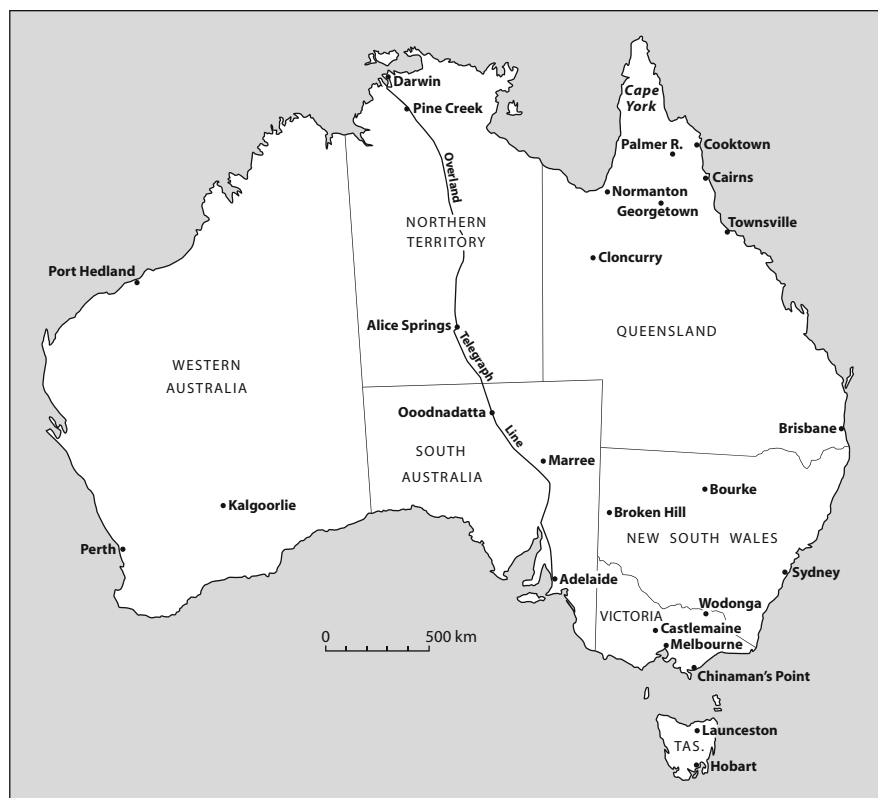 Darwin
Cape
York
Pine Creek
Palmer R.
Cooktown
Overland
Cairns
Normanton
Georgetown
NORTHERN
TERRITORY
Townsville
Cloncurry
Port Hedland
Alice Springs
QUEENSLAND
Telegraph
WESTERN
AUSTRALIA
Ooodnadatta
Line
Brisbane
SOUTH
AUSTRALIA
Marree
Bourke
Kalgoorlie
Broken Hill
NEW SOUTH WALES
Perth
Sydney
Adelaide
Wodonga
VICTORIA
Castlemaine
0 500 km
Melbourne
Chinaman's Point
Launceston
TAS.
Hobart